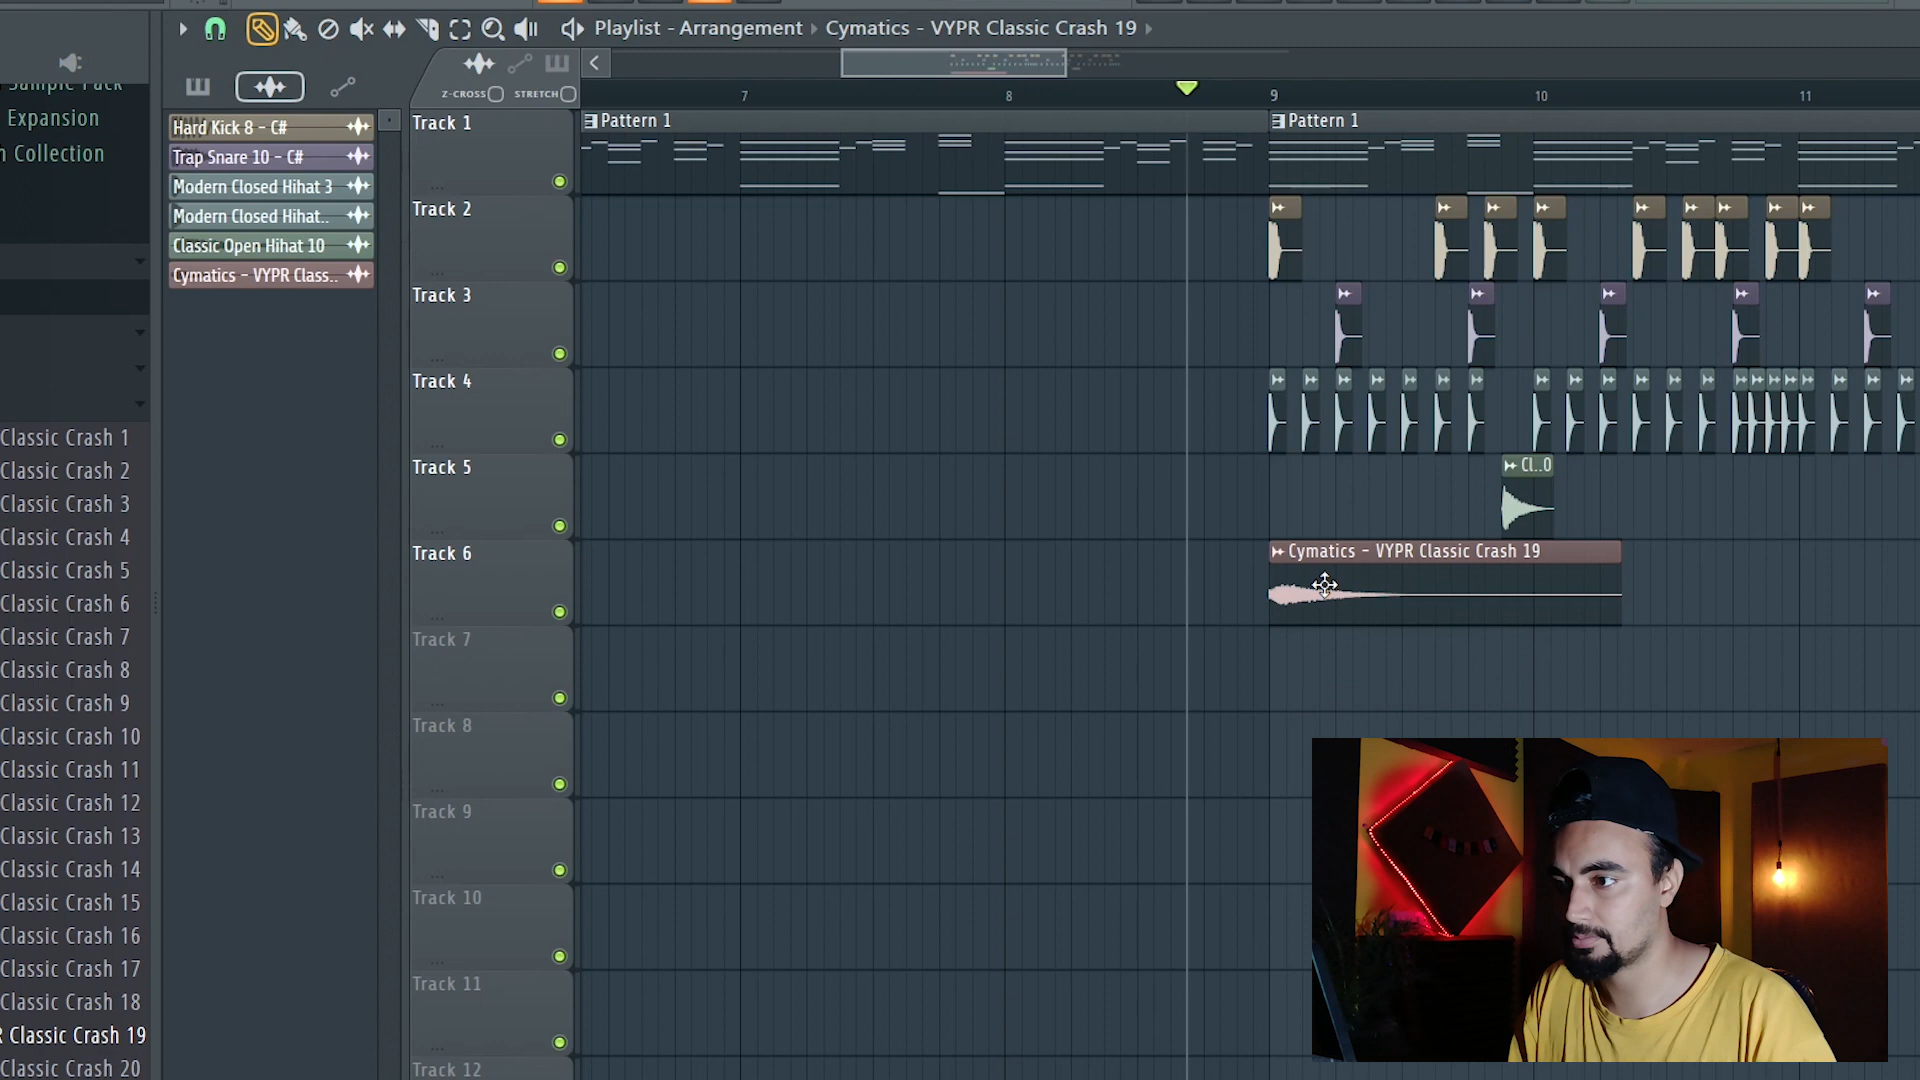 Playlist - Arrangement › Cymatics - VYPR Classic Crash 19 ›
Expansion
n Collection
Classic Crash 1
Classic Crash 2
Classic Crash 3
Classic Crash 4
Classic Crash 5
Classic Crash 6
Classic Crash 7
Classic Crash 8
Classic Crash 9
Classic Crash 10
Classic Crash 11
Classic Crash 12
Classic Crash 13
Classic Crash 14
Classic Crash 15
Classic Crash 16
Classic Crash 17
Classic Crash 18
R Classic Crash 19
Classic Crash 20
Hard Kick 8 - C#
Trap Snare 10 - C#
Modern Closed Hihat 3
Modern Closed Hihat..
Classic Open Hihat 10
Cymatics - VYPR Class..
Z-CROSS STRETCH
7 8 9 10 11
Track 1
Pattern 1 Pattern 1
Track 2
Track 3
Track 4
Track 5
Cl..0
Track 6
Cymatics - VYPR Classic Crash 19
Track 7
Track 8
Track 9
Track 10
Track 11
Track 12